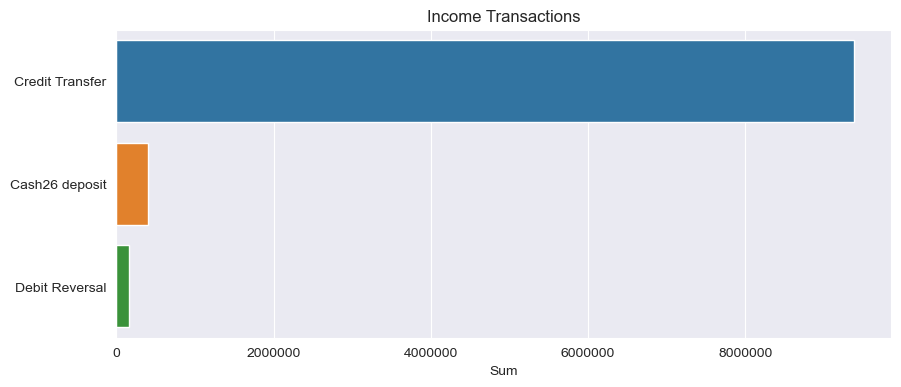 Income Transactions
Credit Transfer
Cash26 deposit
Debit Reversal
0 2000000 4000000 6000000 8000000
Sum